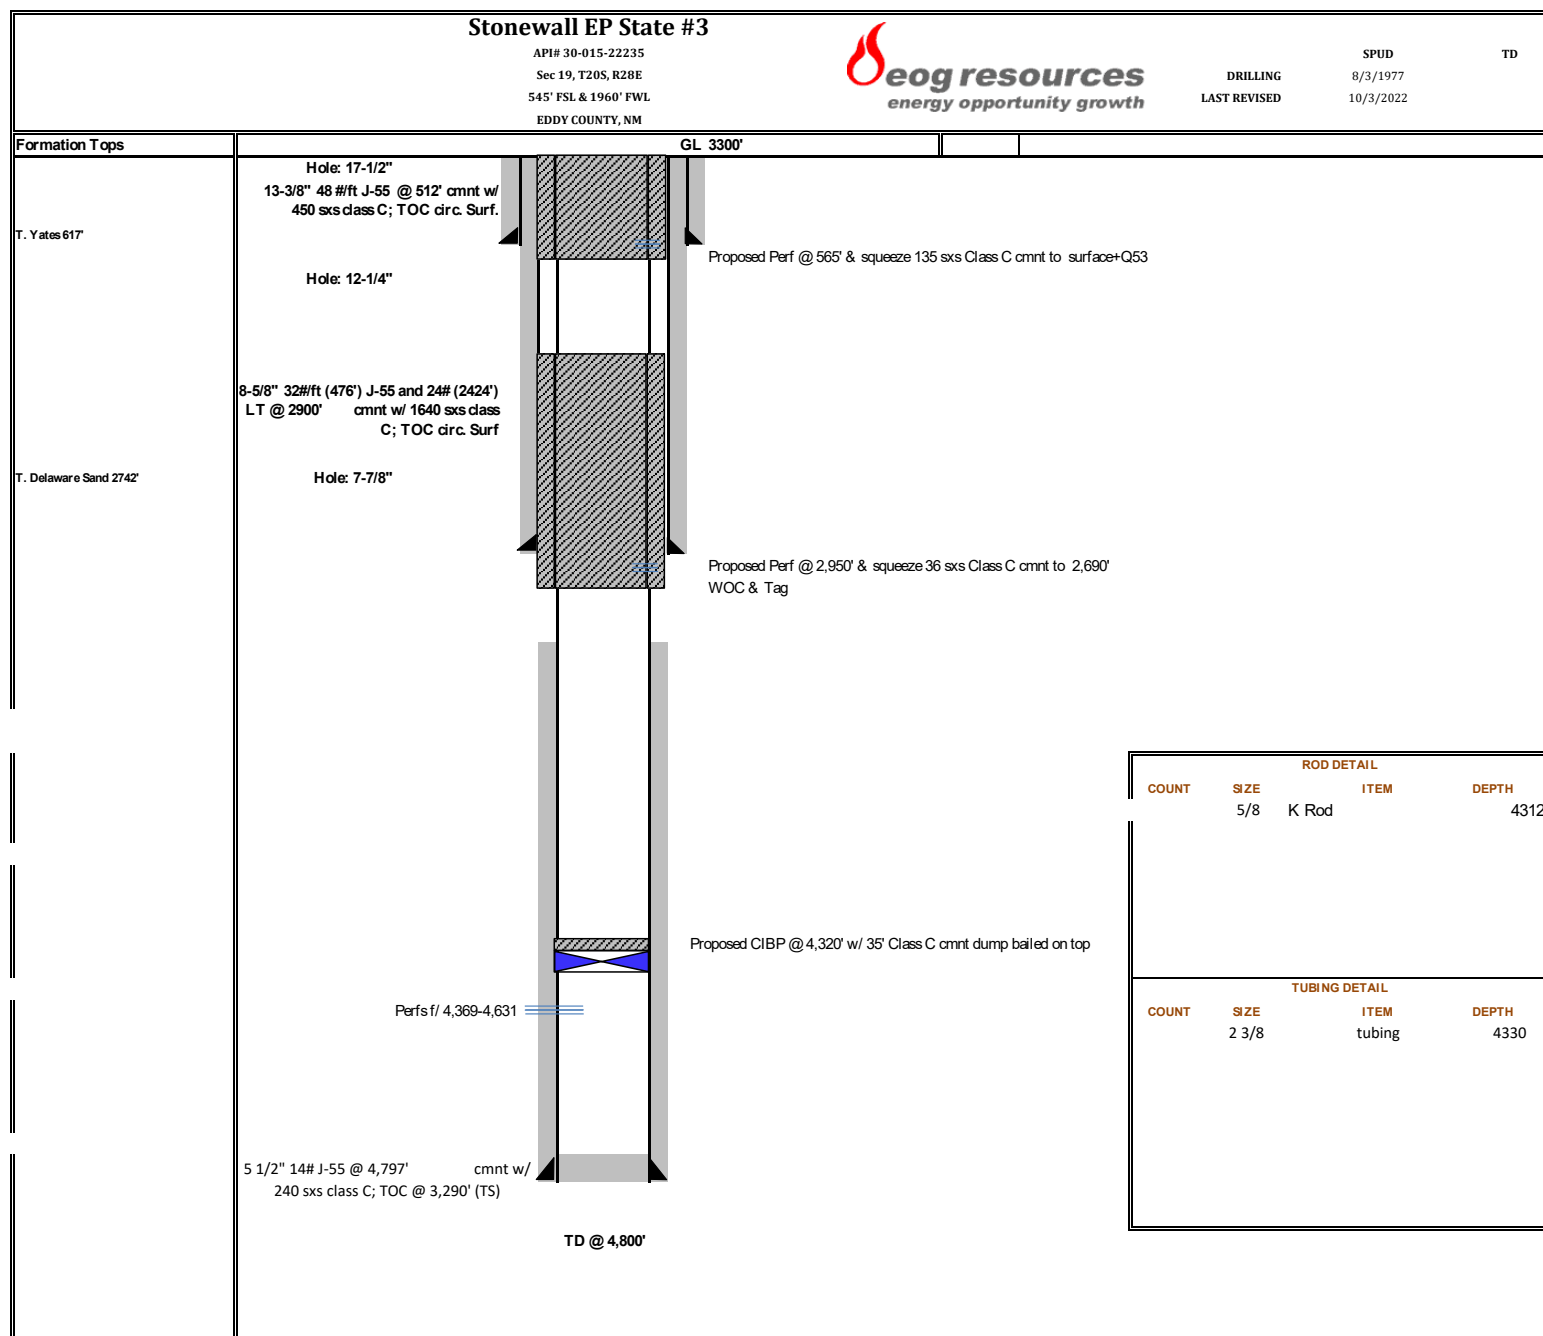 Stonewall EP State #3
API# 30-015-22235
Sec 19, T20S, R28E
545' FSL & 1960' FWL
EDDY COUNTY, NM
eog resources
energy opportunity growth
SPUD TD
DRILLING 8/3/1977
LAST REVISED 10/3/2022
Formation Tops GL 3300'
Hole: 17-1/2"
13-3/8" 48 #/ft J-55 @ 512' cmnt w/
450 sxs class C; TOC circ. Surf.
T. Yates 617'
Proposed Perf @ 565' & squeeze 135 sxs Class C cmnt to surface+Q53
Hole: 12-1/4"
8-5/8" 32#/ft (476') J-55 and 24# (2424')
LT @ 2900' cmnt w/ 1640 sxs class
C; TOC circ. Surf
T. Delaware Sand 2742'
Hole: 7-7/8"
Proposed Perf @ 2,950' & squeeze 36 sxs Class C cmnt to 2,690'
WOC & Tag
ROD DETAIL
COUNT SIZE ITEM DEPTH
5/8 K Rod 4312
Proposed CIBP @ 4,320' w/ 35' Class C cmnt dump bailed on top
TUBING DETAIL
COUNT SIZE ITEM DEPTH
2 3/8 tubing 4330
Perfs f/ 4,369-4,631
5 1/2" 14# J-55 @ 4,797' cmnt w/
240 sxs class C; TOC @ 3,290' (TS)
TD @ 4,800'